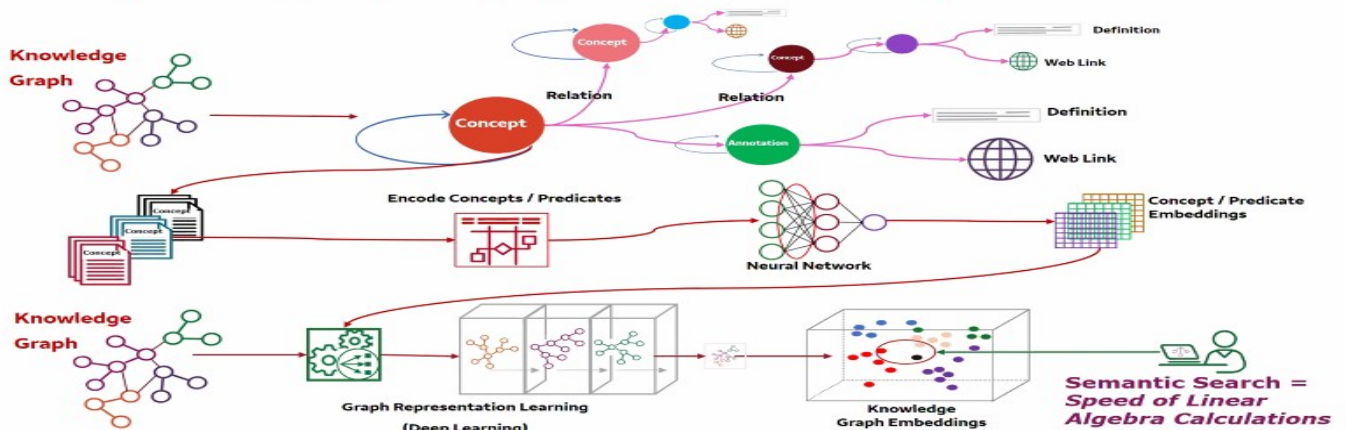 Knowledge
Graph
Concept
Relation
Concept
Relation
Concept
Definition
Web Link
Annotation
Definition
Web Link
Concept
Concept
Concept
Encode Concepts / Predicates
Neural Network
Concept / Predicate
Embeddings
Knowledge
Graph
Graph Representation Learning
(Deep Learning)
Knowledge
Graph Embeddings
Semantic Search =
Speed of Linear
Algebra Calculations